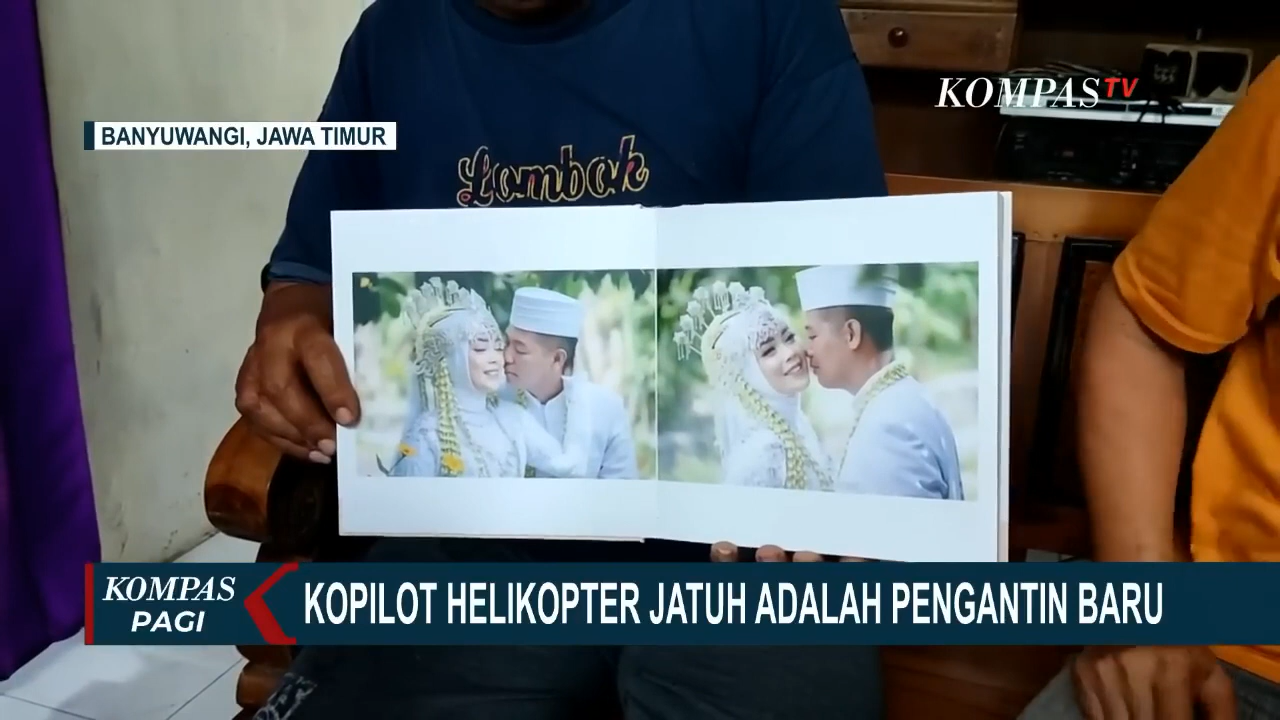 KOMPAS TV
BANYUWANGI, JAWA TIMUR
Lombok
KOMPAS
PAGI
KOPILOT HELIKOPTER JATUH ADALAH PENGANTIN BARU